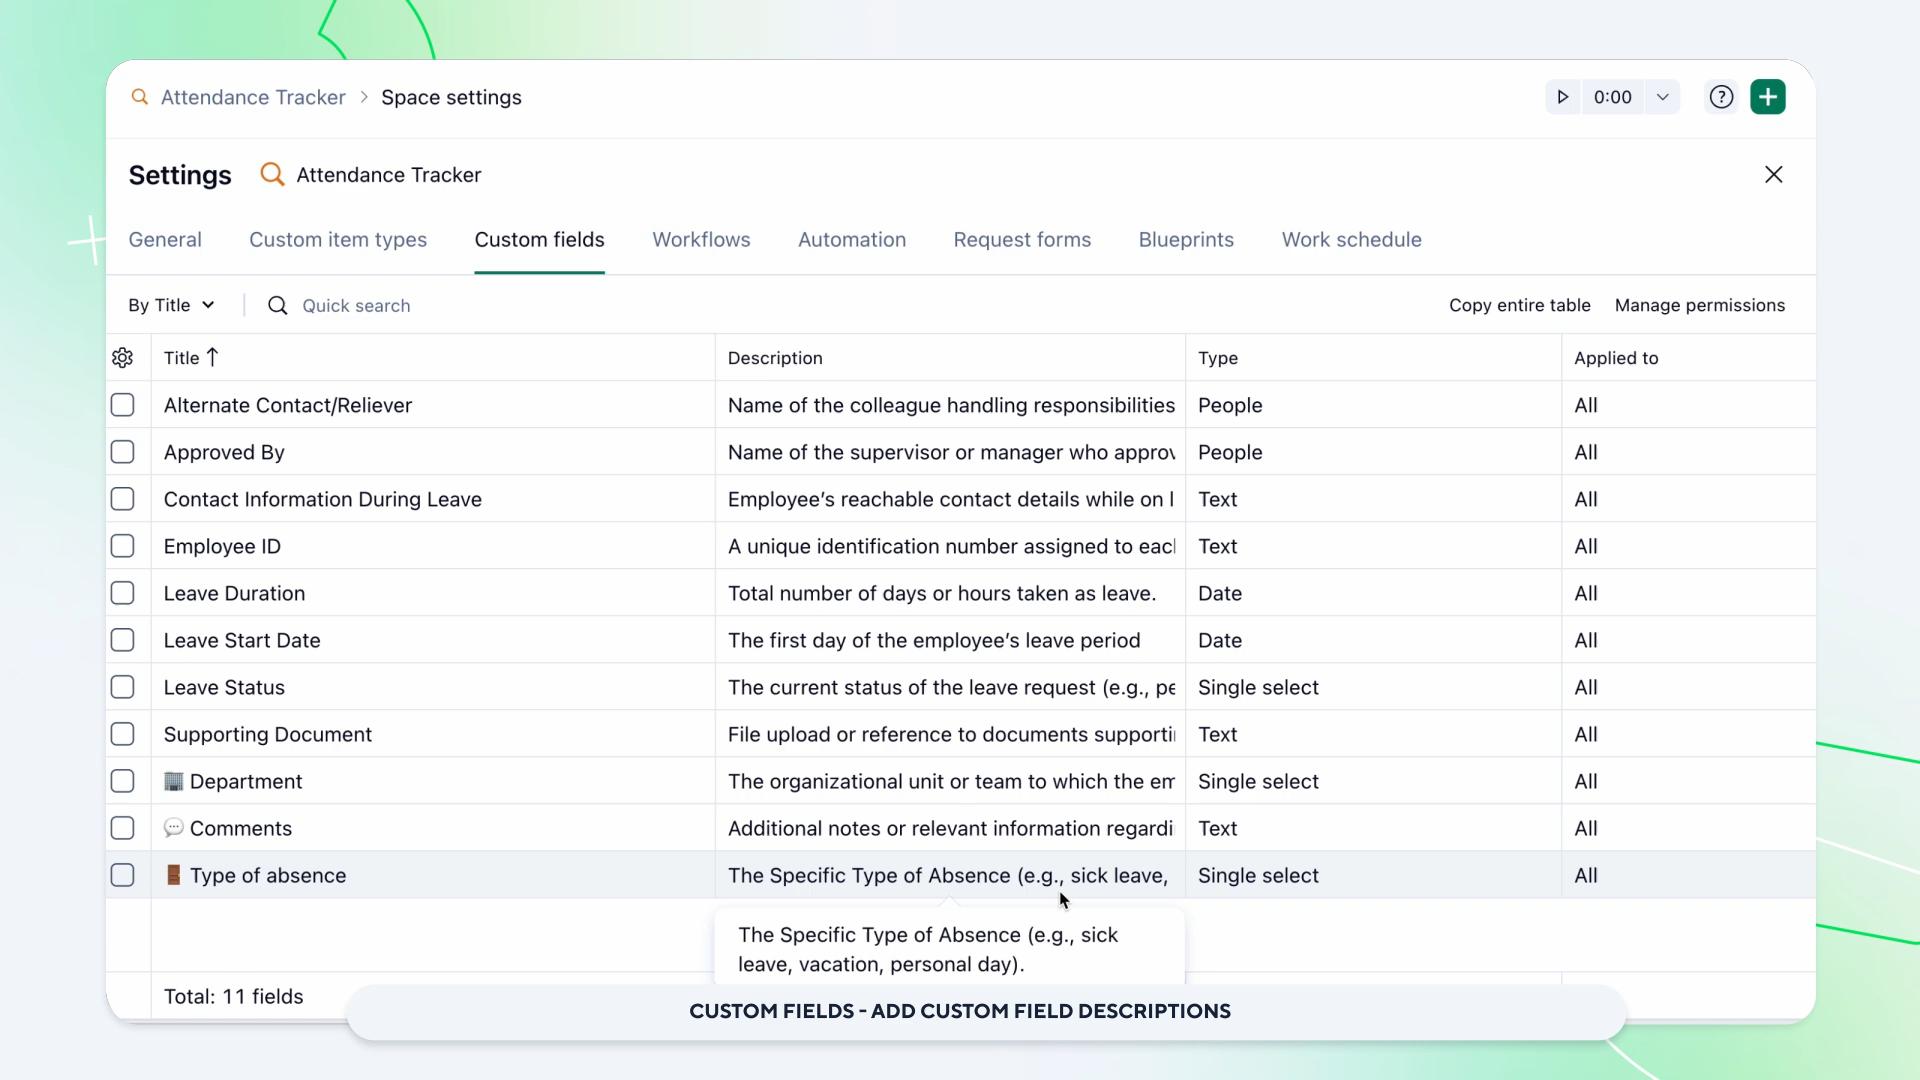 Attendance Tracker > Space settings 0:00 ?
Settings Attendance Tracker
General Custom item types Custom fields Workflows Automation Request forms Blueprints Work schedule
By Title Quick search Copy entire table Manage permissions
Title ↑ Description Type Applied to
Alternate Contact/Reliever Name of the colleague handling responsibilities People All
Approved By Name of the supervisor or manager who approv People All
Contact Information During Leave Employee’s reachable contact details while on l Text All
Employee ID A unique identification number assigned to eac Text All
Leave Duration Total number of days or hours taken as leave. Date All
Leave Start Date The first day of the employee’s leave period Date All
Leave Status The current status of the leave request (e.g., pe Single select All
Supporting Document File upload or reference to documents supporti Text All
Department The organizational unit or team to which the em Single select All
Comments Additional notes or relevant information regardi Text All
Type of absence The Specific Type of Absence (e.g., sick leave, Single select All
The Specific Type of Absence (e.g., sick
leave, vacation, personal day).
Total: 11 fields
CUSTOM FIELDS - ADD CUSTOM FIELD DESCRIPTIONS